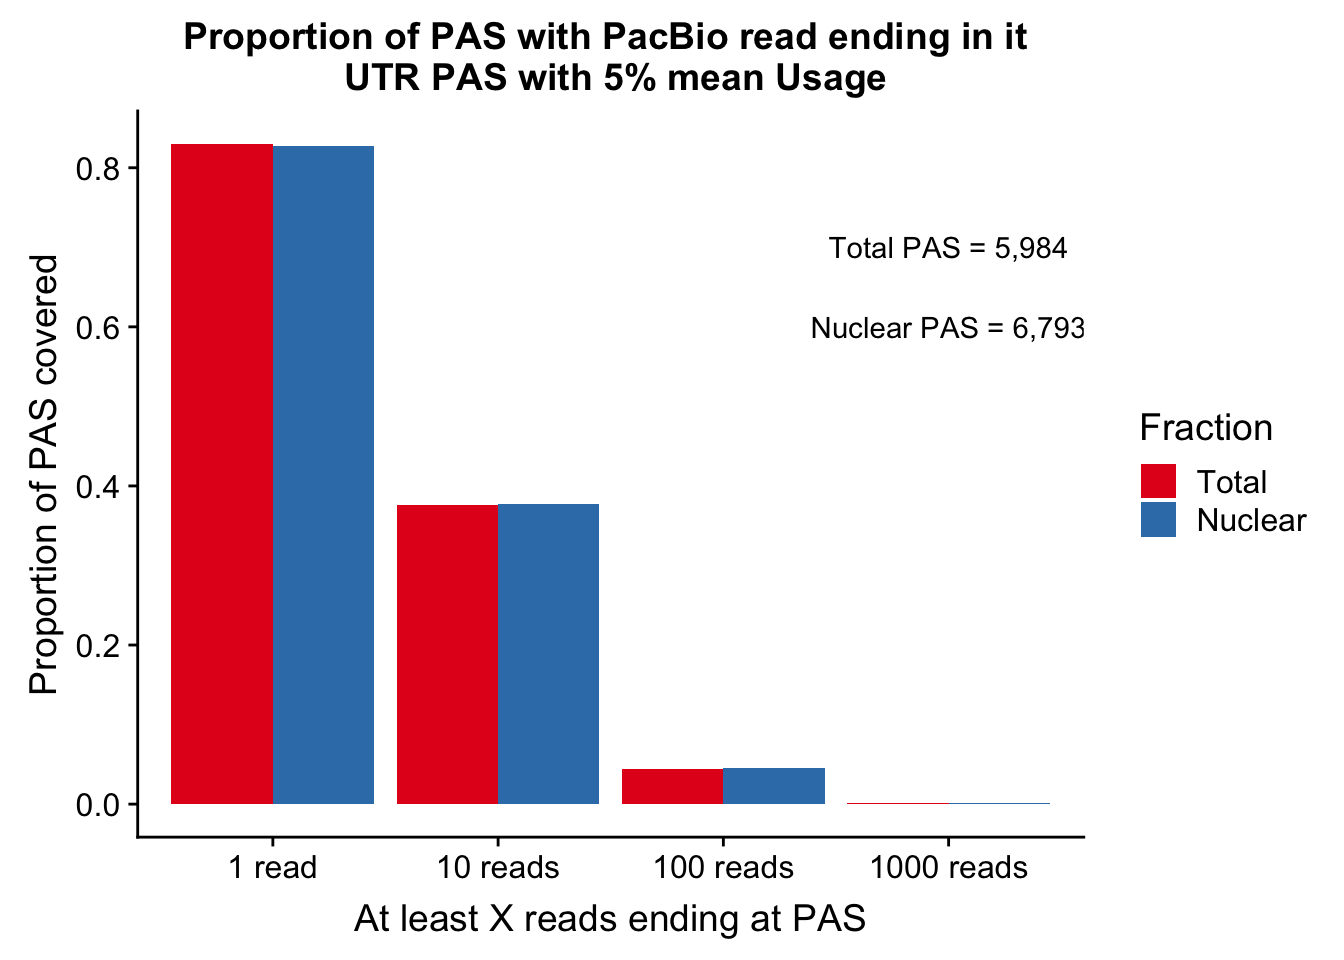 Proportion of PAS with PacBio read ending in it
UTR PAS with 5% mean Usage
Proportion of PAS covered
0.8
0.6
0.4
0.2
0.0
Total PAS = 5,984
Nuclear PAS = 6,793
Fraction
Total
Nuclear
1 read
10 reads
100 reads
1000 reads
At least X reads ending at PAS